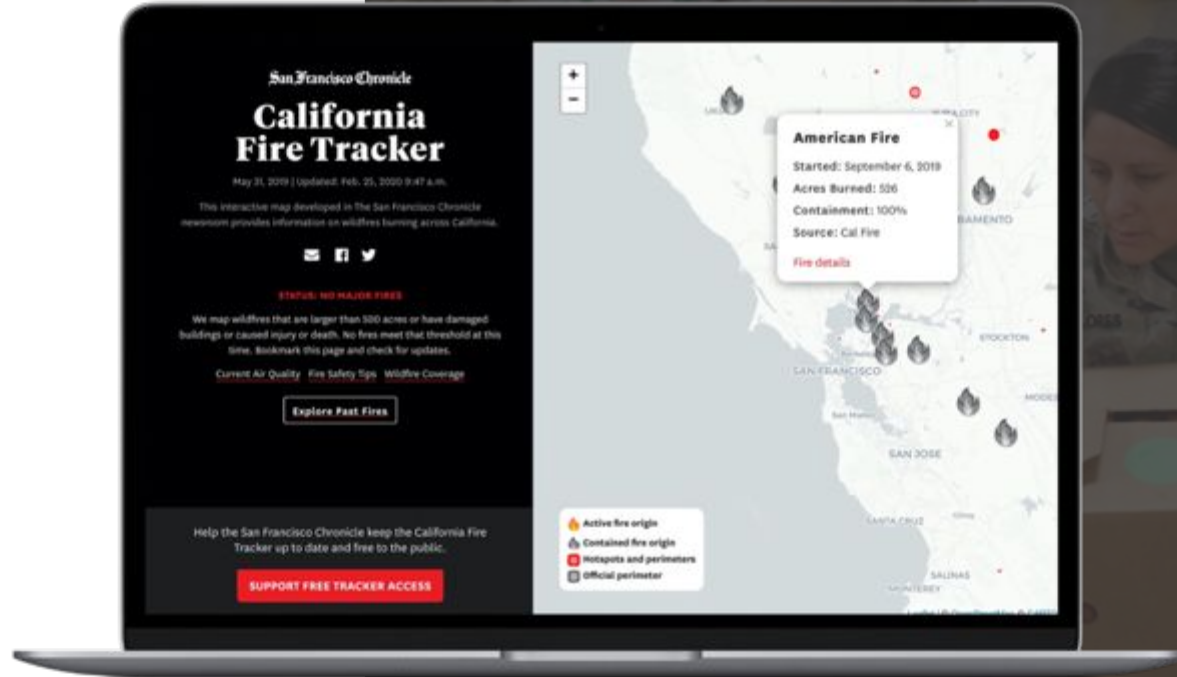 San Francisco Chronicle
California
Fire Tracker
May 31, 2019 | Updated: Feb. 25, 2020 9:47 a.m.
This interactive map developed in The San Francisco Chronicle
newsroom provides information on wildfires burning across California.
STATUS: NO MAJOR FIRES
We map wildfires that are larger than 500 acres or have damaged
buildings or caused injury or death. No fires meet that threshold at this
time. Bookmark this page and check for updates.
Current Air Quality Fire Safety Tips Wildfire Coverage
Explore Past Fires
Help the San Francisco Chronicle keep the California Fire
Tracker up to date and free to the public.
SUPPORT FREE TRACKER ACCESS
+
−
American Fire
Started: September 6, 2019
Acres Burned: 526
Containment: 100%
Source: Cal Fire
Fire details
STOCKTON
SAN FRANCISCO
San Mateo
SAN JOSE
SANTA CRUZ
Gilroy
SALINAS
MONTEREY
Active fire origin
Contained fire origin
Hotspots and perimeters
Official perimeter